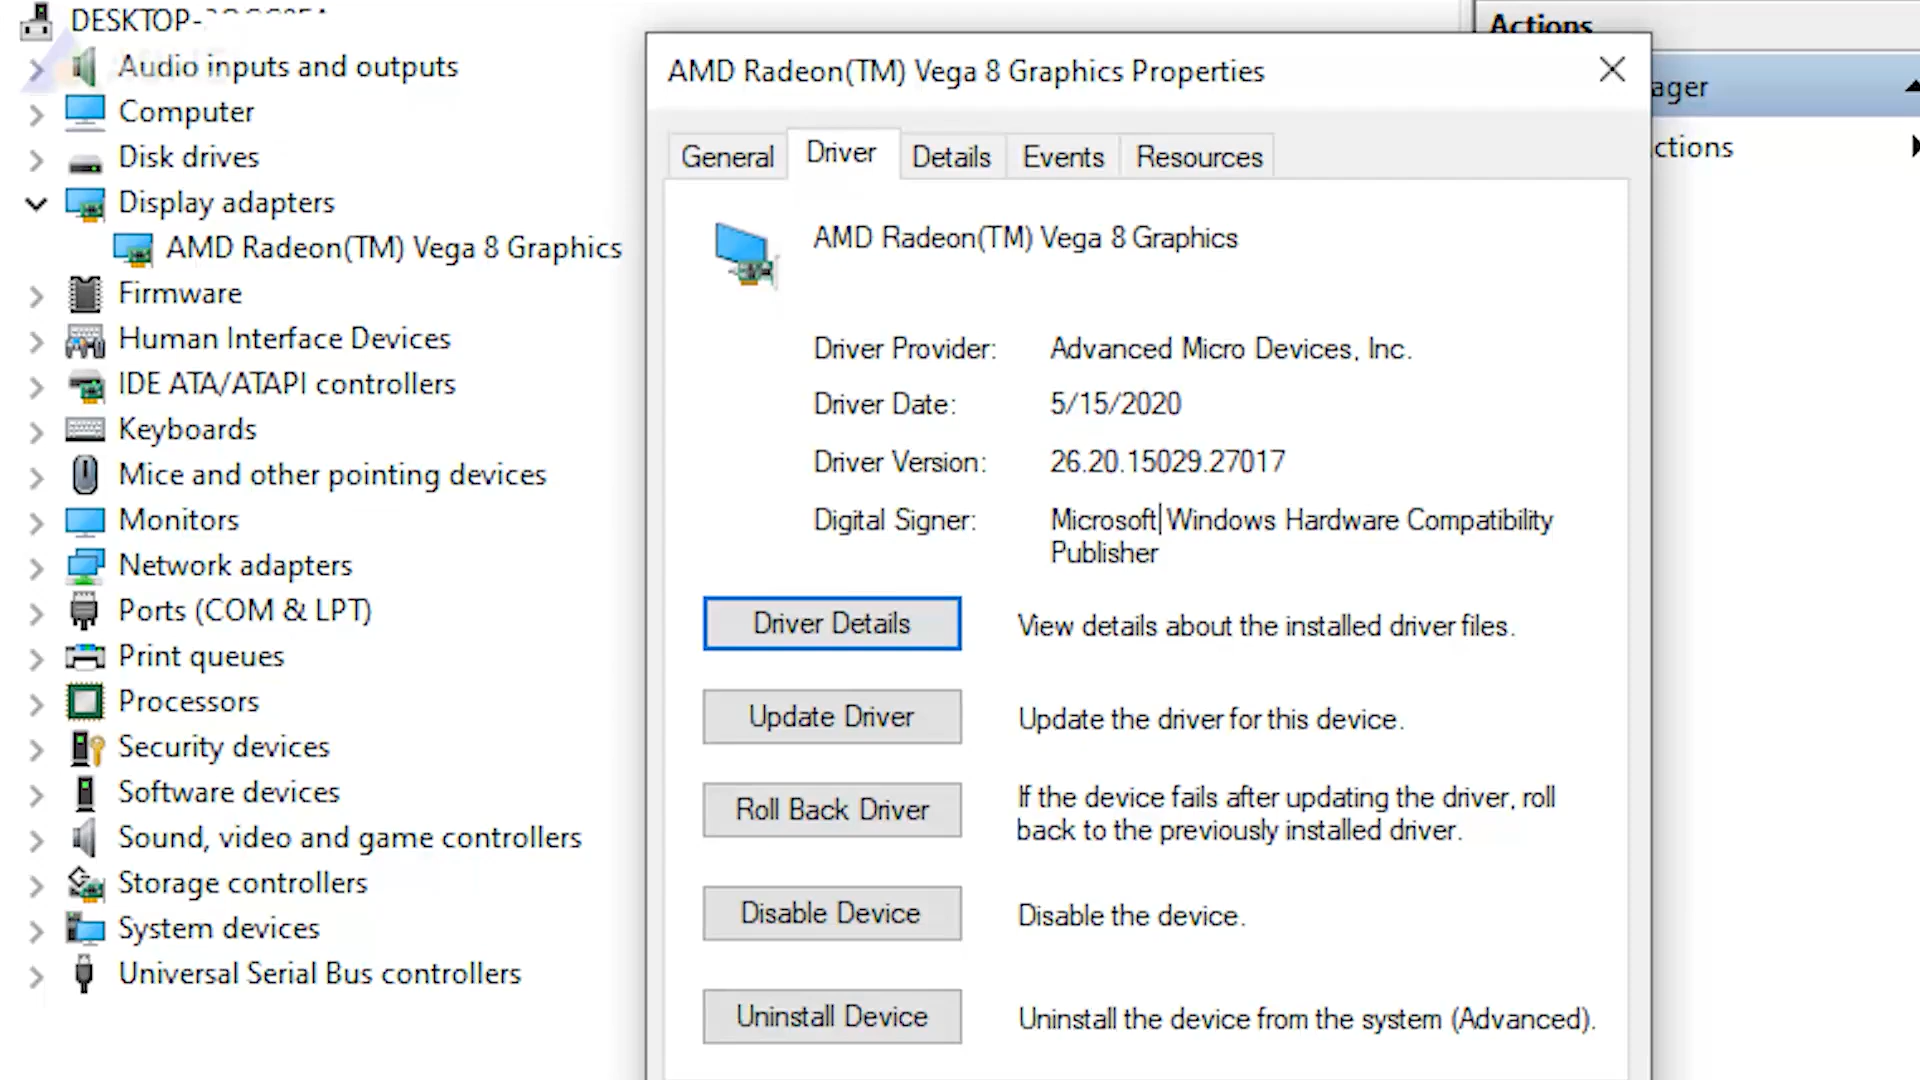 DESKTOP-
Audio inputs and outputs
Computer
Disk drives
Display adapters
AMD Radeon(TM) Vega 8 Graphics
Firmware
Human Interface Devices
IDE ATA/ATAPI controllers
Keyboards
Mice and other pointing devices
Monitors
Network adapters
Ports (COM & LPT)
Print queues
Processors
Security devices
Software devices
Sound, video and game controllers
Storage controllers
System devices
Universal Serial Bus controllers
AMD Radeon(TM) Vega 8 Graphics Properties
General Driver Details Events Resources
AMD Radeon(TM) Vega 8 Graphics
Driver Provider: Advanced Micro Devices, Inc.
Driver Date: 5/15/2020
Driver Version: 26.20.15029.27017
Digital Signer: Microsoft Windows Hardware Compatibility
Publisher
Driver Details View details about the installed driver files.
Update Driver Update the driver for this device.
Roll Back Driver If the device fails after updating the driver, roll
back to the previously installed driver.
Disable Device Disable the device.
Uninstall Device Uninstall the device from the system (Advanced).
Actions
ager
ctions